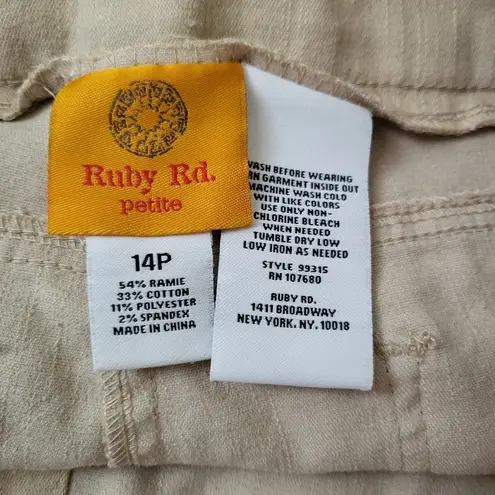 Ruby Rd.
petite
14P
54% RAMIE
33% COTTON
11% POLYESTER
2% SPANDEX
MADE IN CHINA
WASH BEFORE WEARING
GARMENT INSIDE OUT
MACHINE WASH COLD
WITH LIKE COLORS
USE ONLY NON-
CHLORINE BLEACH
WHEN NEEDED
TUMBLE DRY LOW
LOW IRON AS NEEDED
STYLE 99315
RN 107680
RUBY RD.
1411 BROADWAY
NEW YORK, NY. 10018